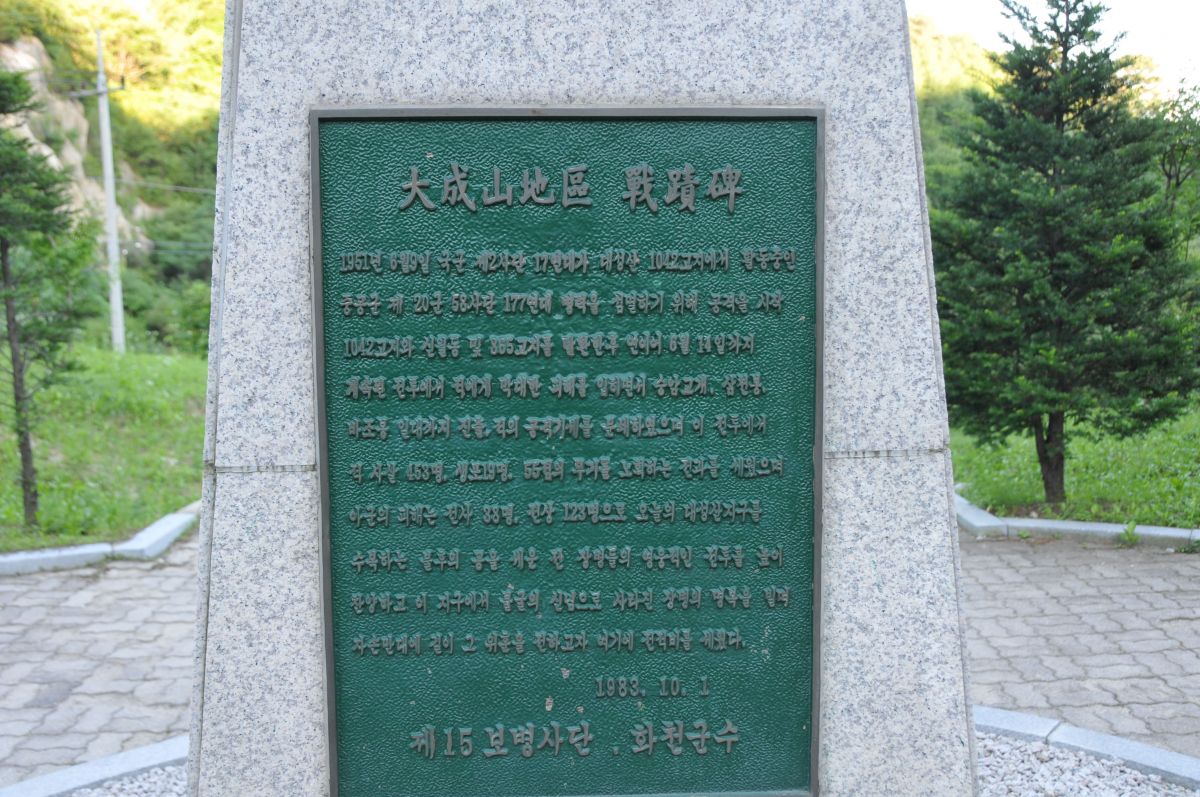 大成山地區 戰蹟碑
1951년 6월9일 국군 제2사단 17연대가 대성산 1042고지에서 활동중인
중공군 제 20군 58사단 177연대 병력을 섬멸하기 위해 공격을 시작
1042고지와 신월동 및 365고지를 탈환한후 연이어 6월 14일까지
계속된 전투에서 적에게 막대한 피해를 입히면서 승암고개, 삼천봉,
마조동 일대까지 진출, 적의 공격기세를 분쇄하였으며 이 전투에서
적 사살 153명, 생포19명, 55점의 무기를 노획하는 전과를 세웠으며
아군의 피해는 전사 38명, 전상 123명으로 오늘의 대성산지구를
수복하는 불후의 공을 세운 전 장병들의 영웅적인 전투를 높이
찬양하고 이 지구에서 불굴의 신념으로 사라진 장병의 명복을 빌며
자손만대에 길이 그 위훈을 전하고자 여기에 전적비를 세웠다.
1983. 10. 1
제15 보병사단 . 화천군수